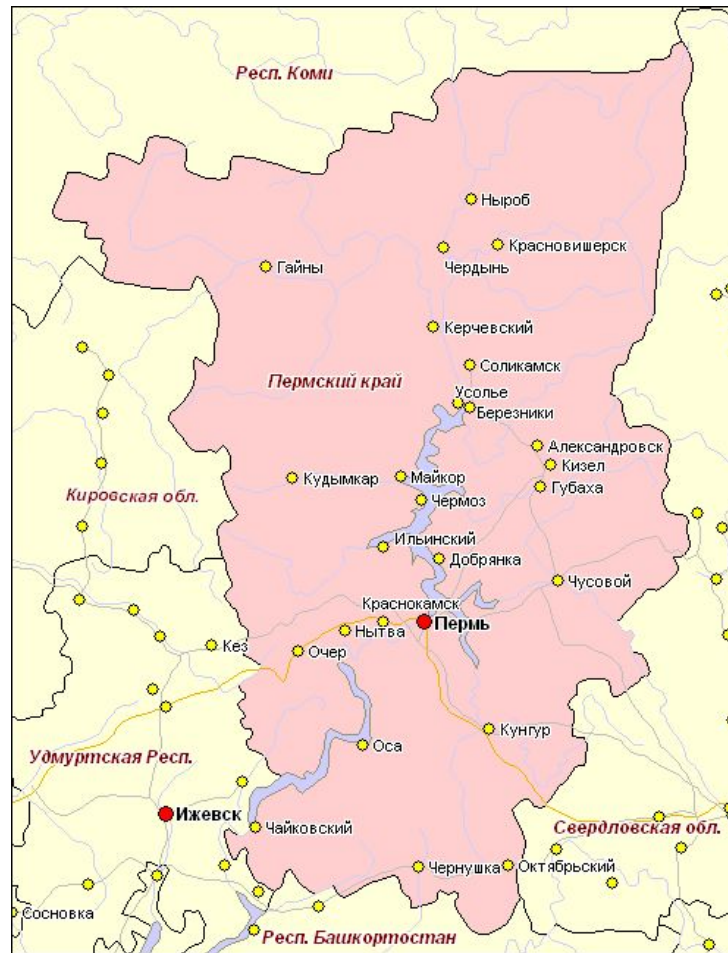 Респ. Коми
Ныроб
Красновишерск
Чердынь
Гайны
Керчевский
Соликамск
Пермский край
Усолье
Березники
Александровск
Кизел
Кудымкар
Майкор
Губаха
Кировская обл.
Чермоз
Ильинский
Добрянка
Чусовой
Краснокамск
Пермь
Нытва
Кез
Очер
Кунгур
Оса
Удмуртская Респ.
Ижевск
Чайковский
Свердловская обл.
Чернушка
Октябрьский
Сосновка
Респ. Башкортостан